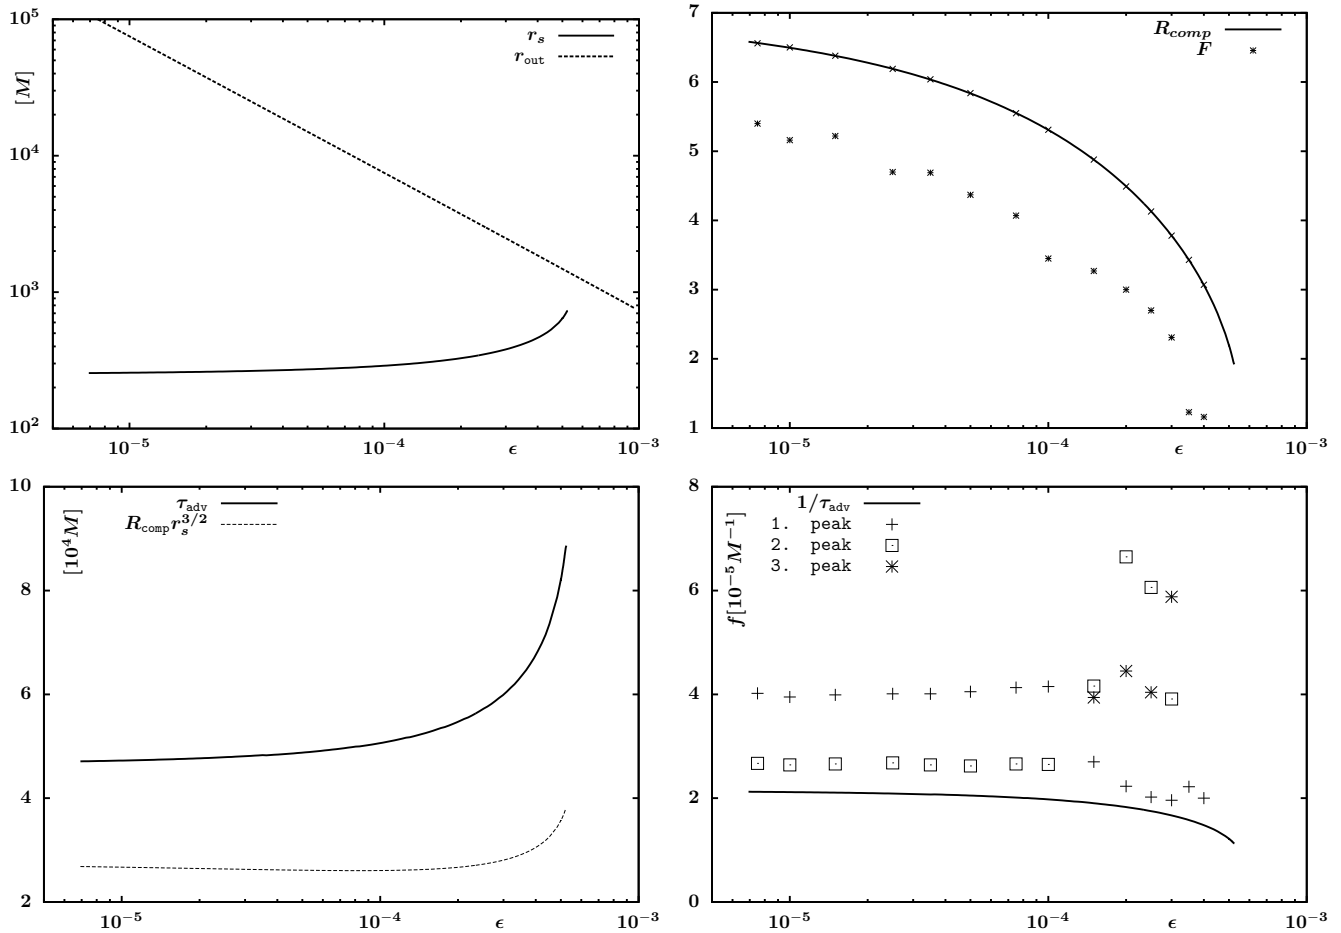 10^5
r_s
r_out
[M]
10^4
10^3
10^2
10^−5
10^−4
ϵ
10^−3
7
R_comp
F
6
5
4
3
2
1
10^−5
10^−4
ϵ
10^−3
10
τ_adv
R_comp r_s^3/2
[10^4 M]
8
6
4
2
10^−5
10^−4
ϵ
10^−3
8
1/τ_adv
1. peak
2. peak
3. peak
f[10^−5 M^−1]
6
4
2
0
10^−5
10^−4
ϵ
10^−3